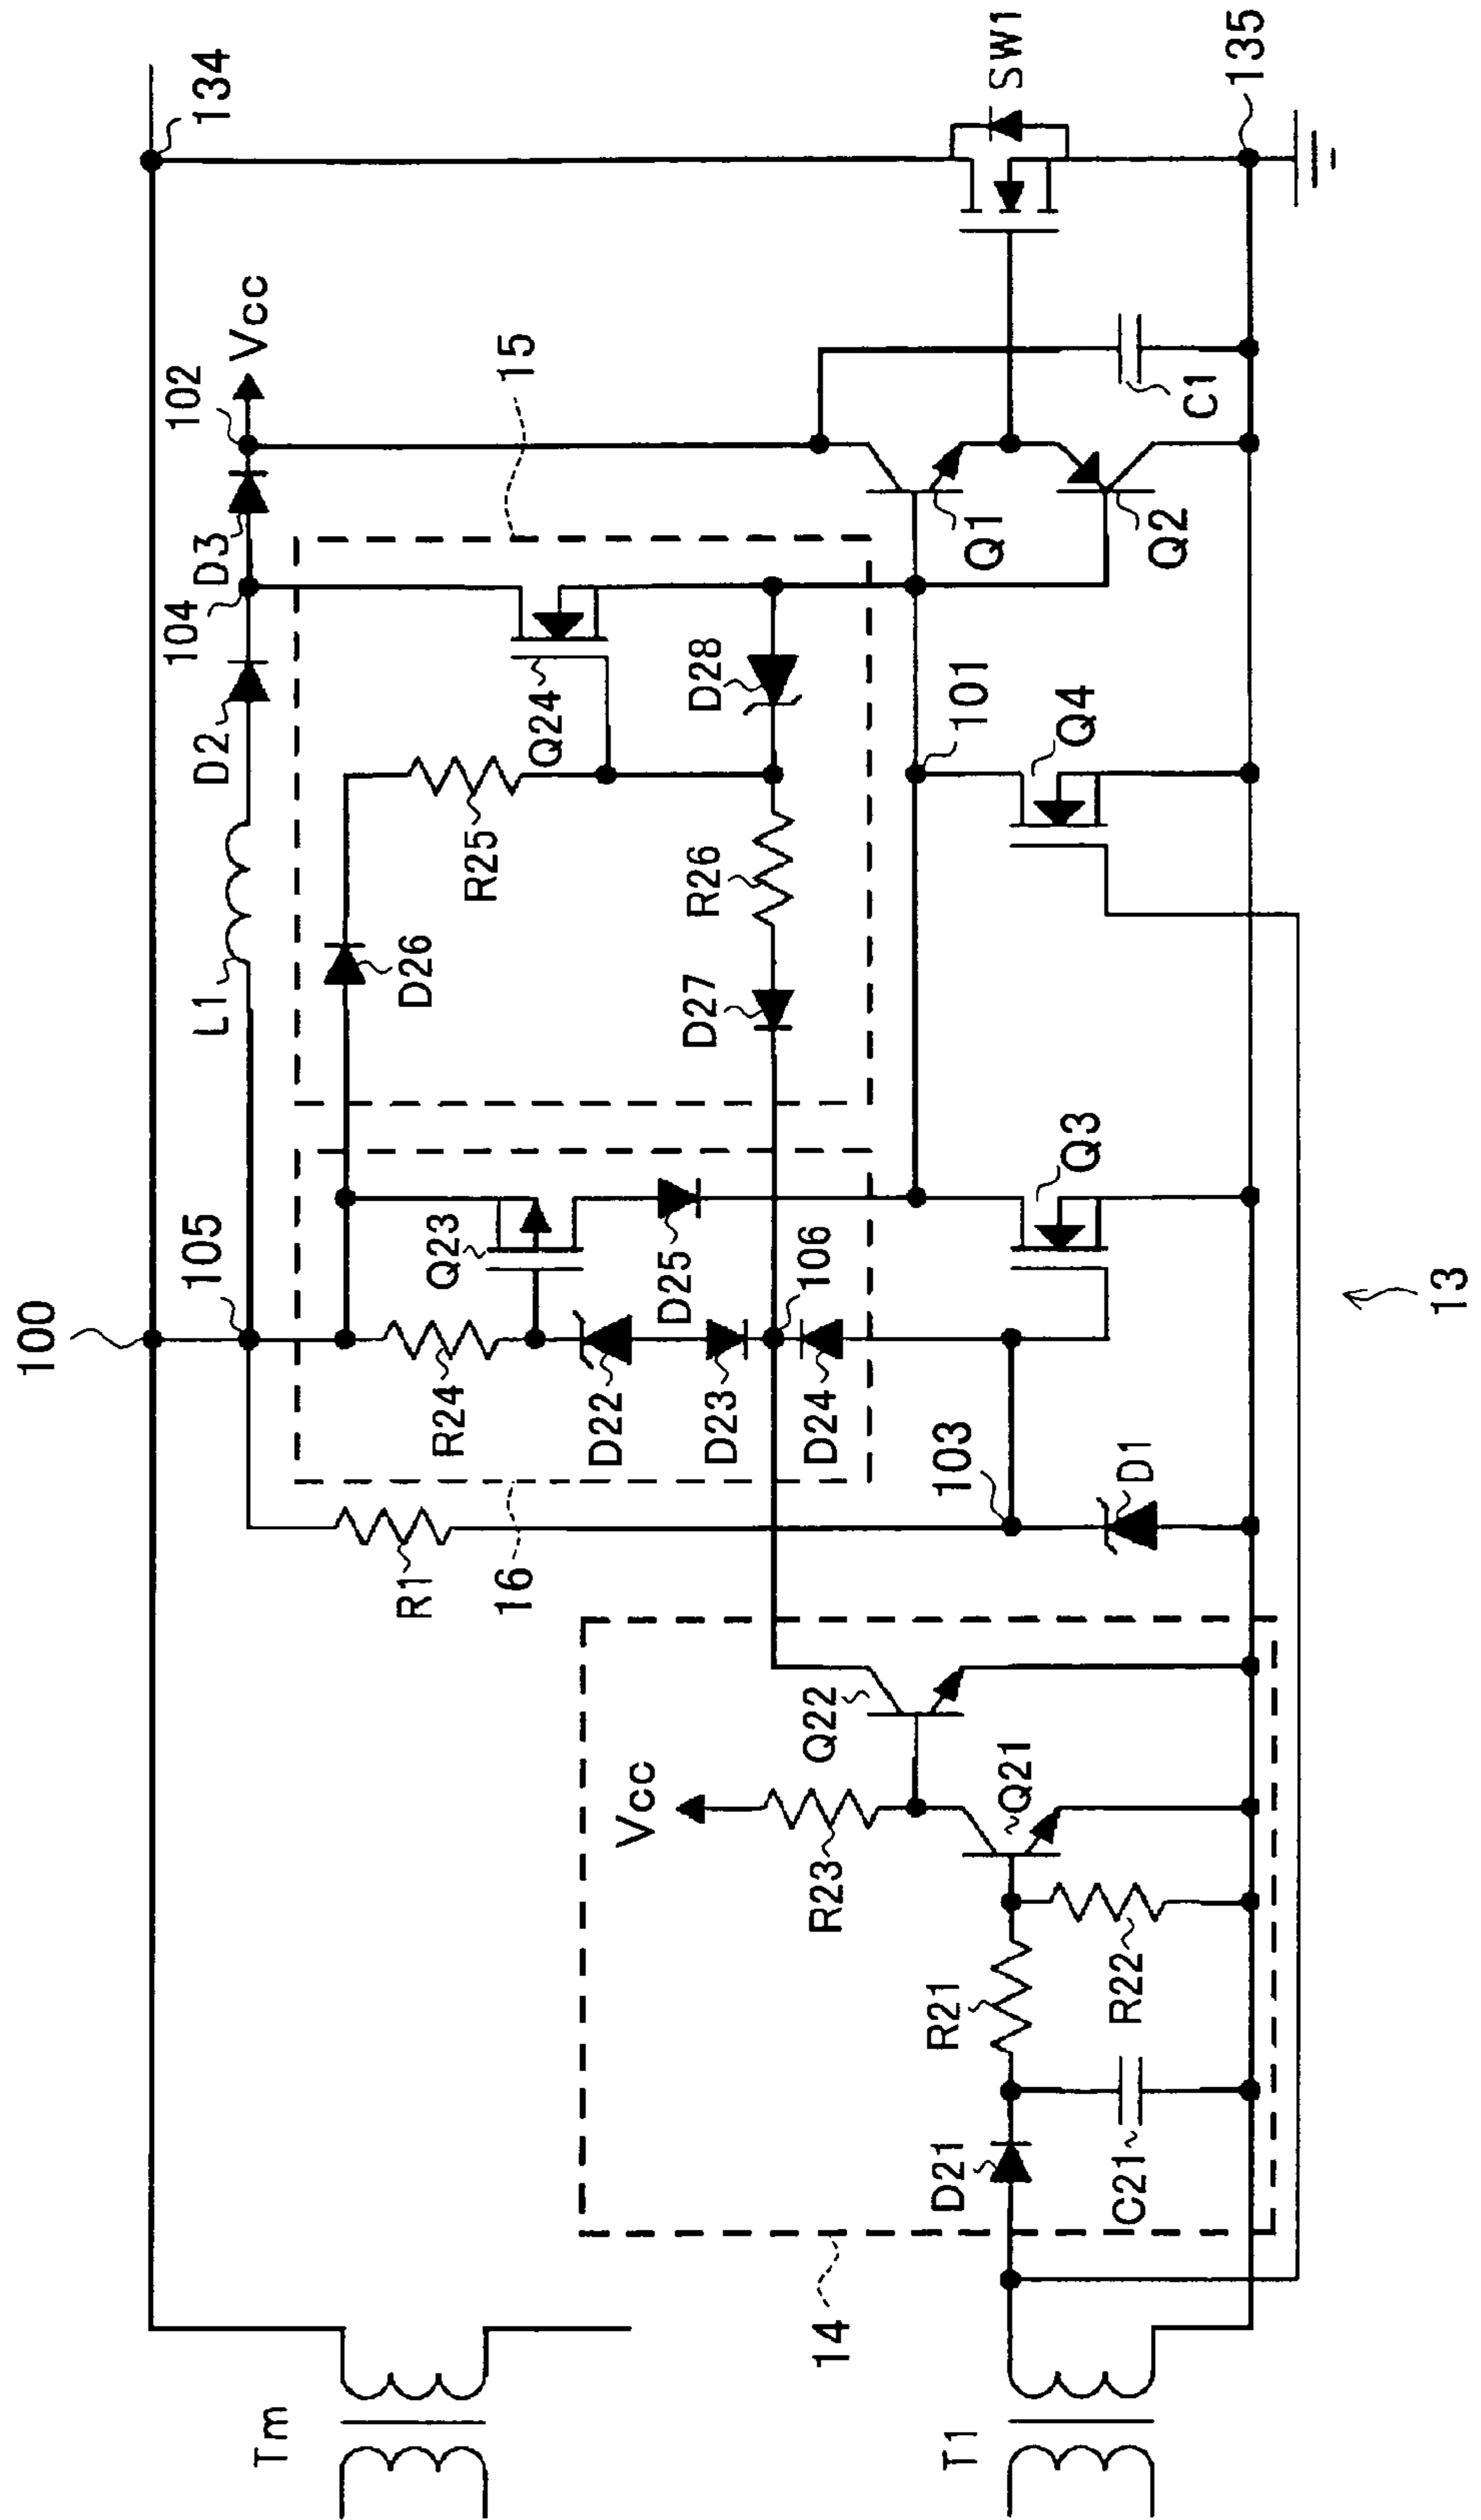 100
134
Tm
105
L1
D2
104
D3
102
Vcc
R1
16
R24
Q23
D22
D23
D25
D24
106
D26
R25
Q24
15
R26
D27
D28
14
Vcc
R23
Q22
Q21
R21
R22
D21
C21
T1
103
D1
Q3
101
Q4
Q1
Q2
C1
SW1
135
13